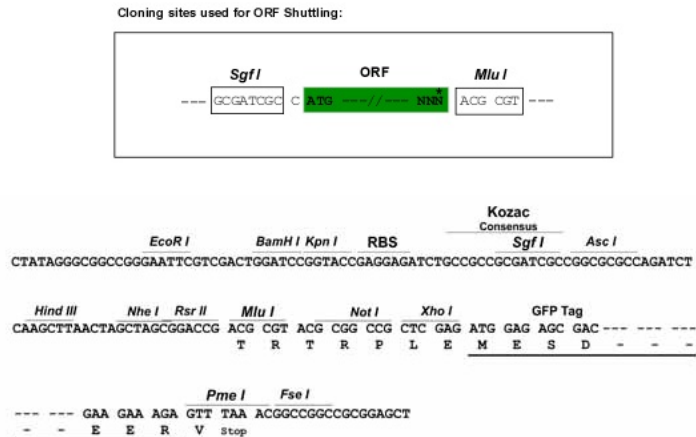 Cloning sites used for ORF Shuttling:
Sgf I ORF Mlu I
--- GCGATCGC C ATG ---//--- NNN* ACG CGT ---
Kozac
Consensus
EcoR I BamH I Kpn I RBS Sgf I Asc I
CTATAGGGCGGCCGGGAATTCGTCGACTGGATCCGGTACCGAGGAGATCTGCCGCCGCGATCGCCGGCGCGCCAGATCT
Hind III Nhe I Rsr II Mlu I Not I Xho I GFP Tag
CAAGCTTAACTAGCTAGCGGACCG ACG CGT ACG CGG CCG CTC GAG ATG GAG AGC GAC--- --- ---
T R T R P L E M E S D - - -
Pme I Fse I
--- --- GAA GAA AGA GTT TAA ACGGCCGGCCGCGGAGCT
- - E E R V Stop